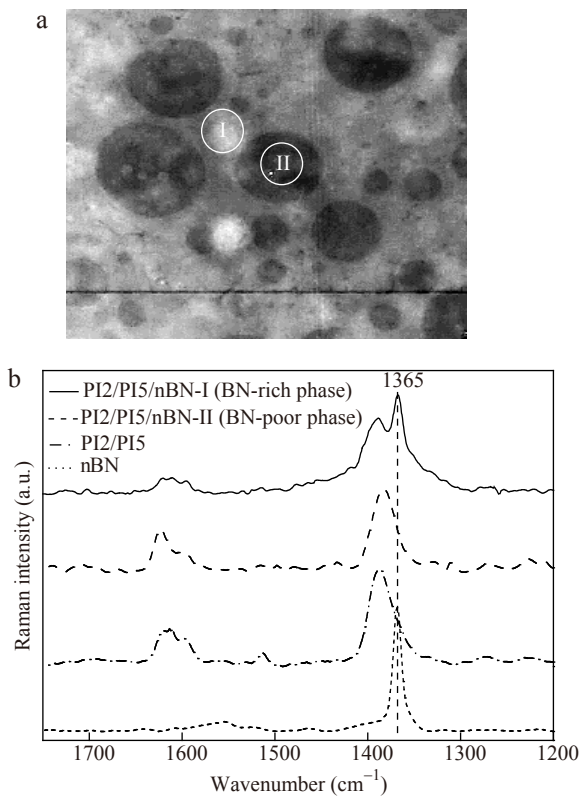 a
I
II
b
1365
PI2/PI5/nBN-I (BN-rich phase)
PI2/PI5/nBN-II (BN-poor phase)
PI2/PI5
nBN
Raman intensity (a.u.)
1700 1600 1500 1400 1300 1200
Wavenumber (cm⁻¹)